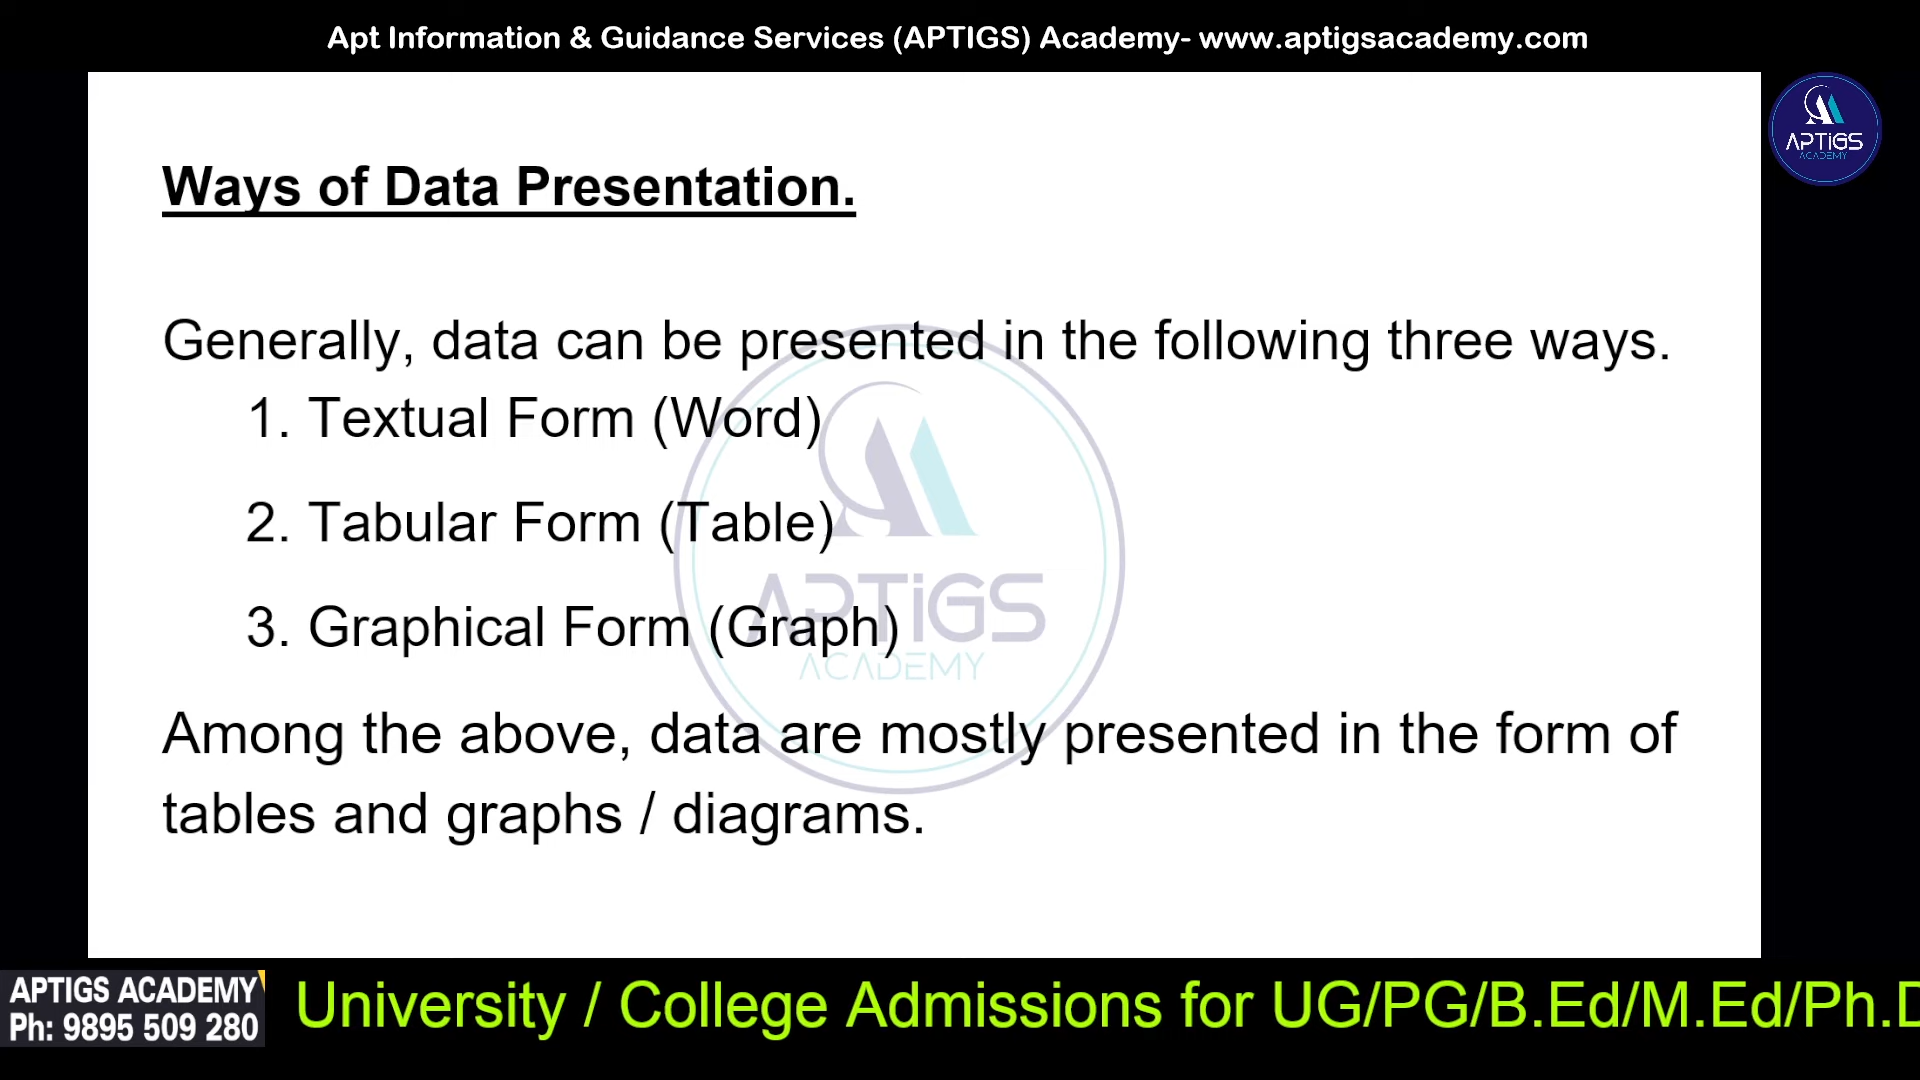 Apt Information & Guidance Services (APTIGS) Academy- www.aptigsacademy.com
APTiGS
ACADEMY
Ways of Data Presentation.
Generally, data can be presented in the following three ways.
1. Textual Form (Word)
2. Tabular Form (Table)
3. Graphical Form (Graph)
APTiGS
ACADEMY
Among the above, data are mostly presented in the form of
tables and graphs / diagrams.
APTIGS ACADEMY
Ph: 9895 509 280
University / College Admissions for UG/PG/B.Ed/M.Ed/Ph.D